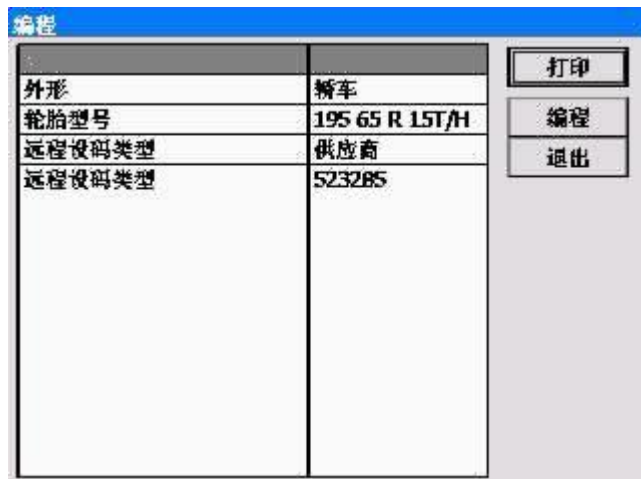 编程
外形 轿车
轮胎型号 195 65 R 15T/H
远程设码类型 供应商
远程设码类型 523285
打印
编程
退出